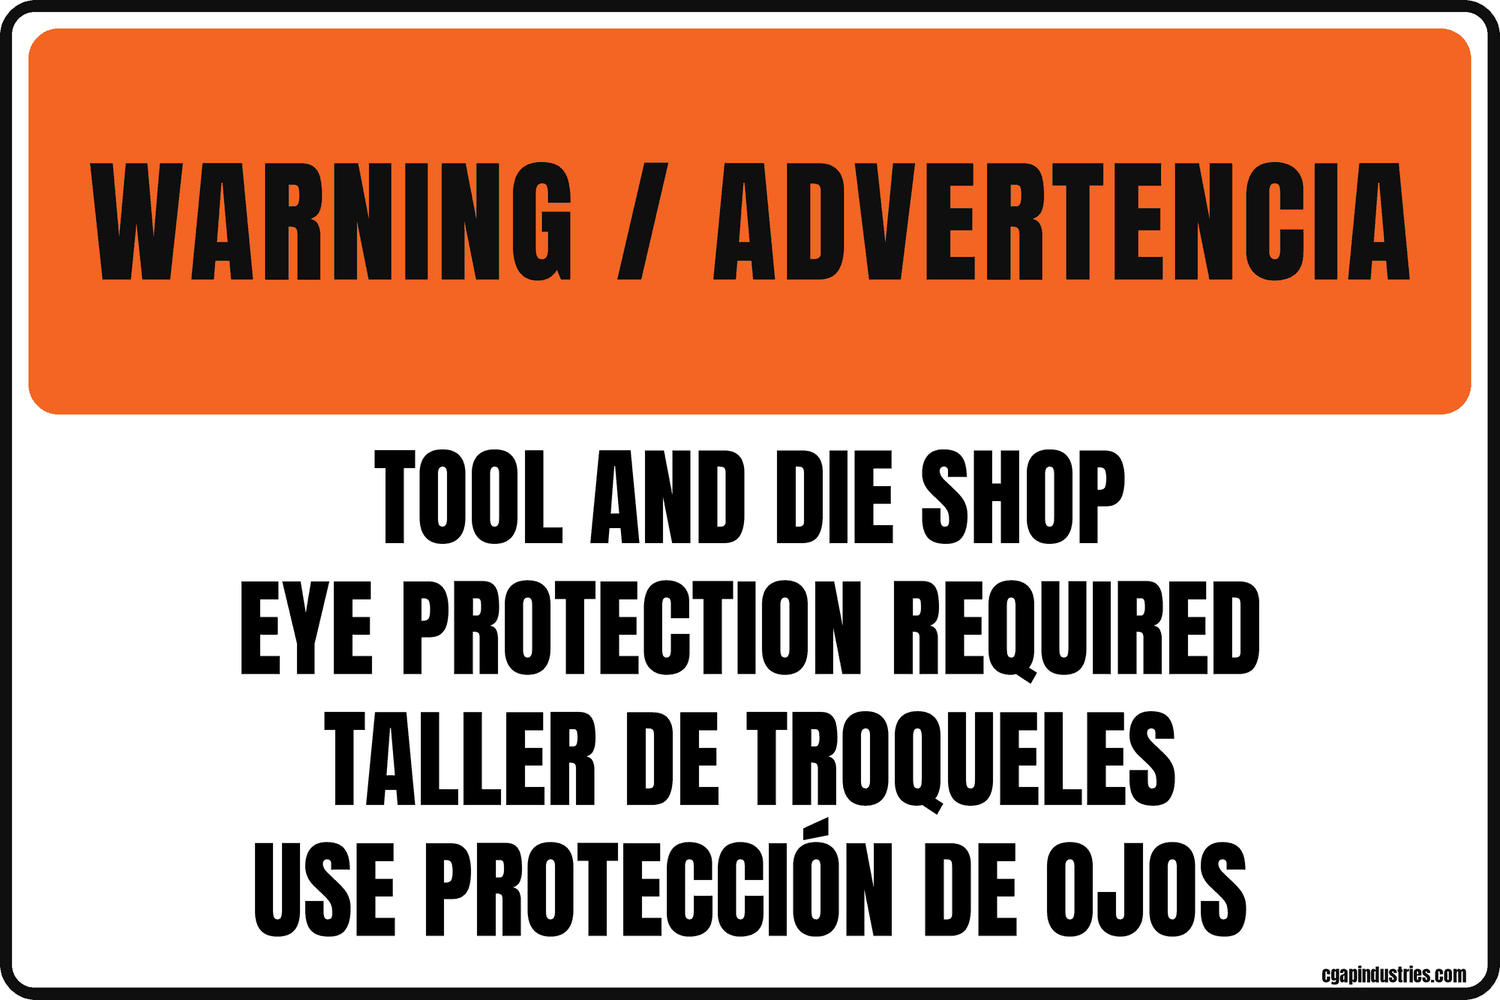 WARNING / ADVERTENCIA
TOOL AND DIE SHOP
EYE PROTECTION REQUIRED
TALLER DE TROQUELES
USE PROTECCIÓN DE OJOS
cgapindustries.com